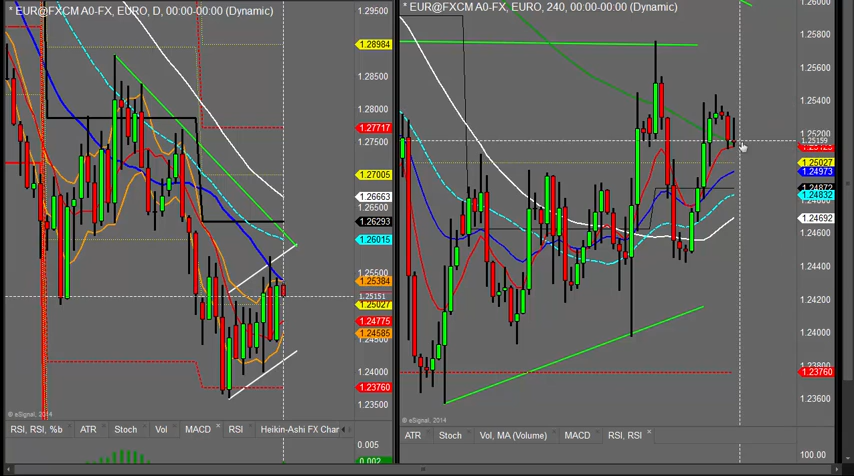 * EUR@FXCM A0-FX, EURO, D, 00:00-00:00 (Dynamic)
1.29500
1.28984
1.28500
1.28000
1.27717
1.27005
1.26663
1.26500
1.26293
1.26015
1.25500
1.25384
1.25151
1.25027
1.24775
1.24585
1.24000
1.23760
1.23500
© eSignal, 2014
RSI, RSI, %b
ATR
Stoch
Vol
MACD
RSI
Heikin-Ashi FX Char
0.005
0.002
* EUR@FXCM A0-FX, EURO, 240, 00:00-00:00 (Dynamic)
1.26000
1.25800
1.25600
1.25400
1.25200
1.25159
1.25027
1.24973
1.24872
1.24832
1.24692
1.24600
1.24400
1.24200
1.24000
1.23800
1.23760
1.23600
© eSignal, 2014
ATR
Stoch
Vol, MA (Volume)
MACD
RSI, RSI
100.00